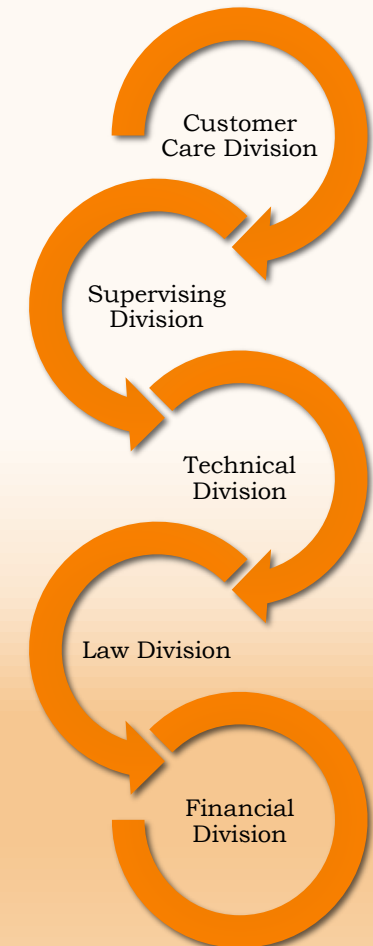 Customer
Care Division
Supervising
Division
Technical
Division
Law Division
Financial
Division